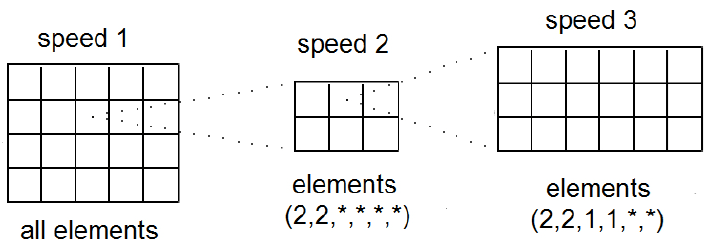 speed 1
speed 2
speed 3
all elements
elements
(2,2,*,*,*,*)
elements
(2,2,1,1,*,*)